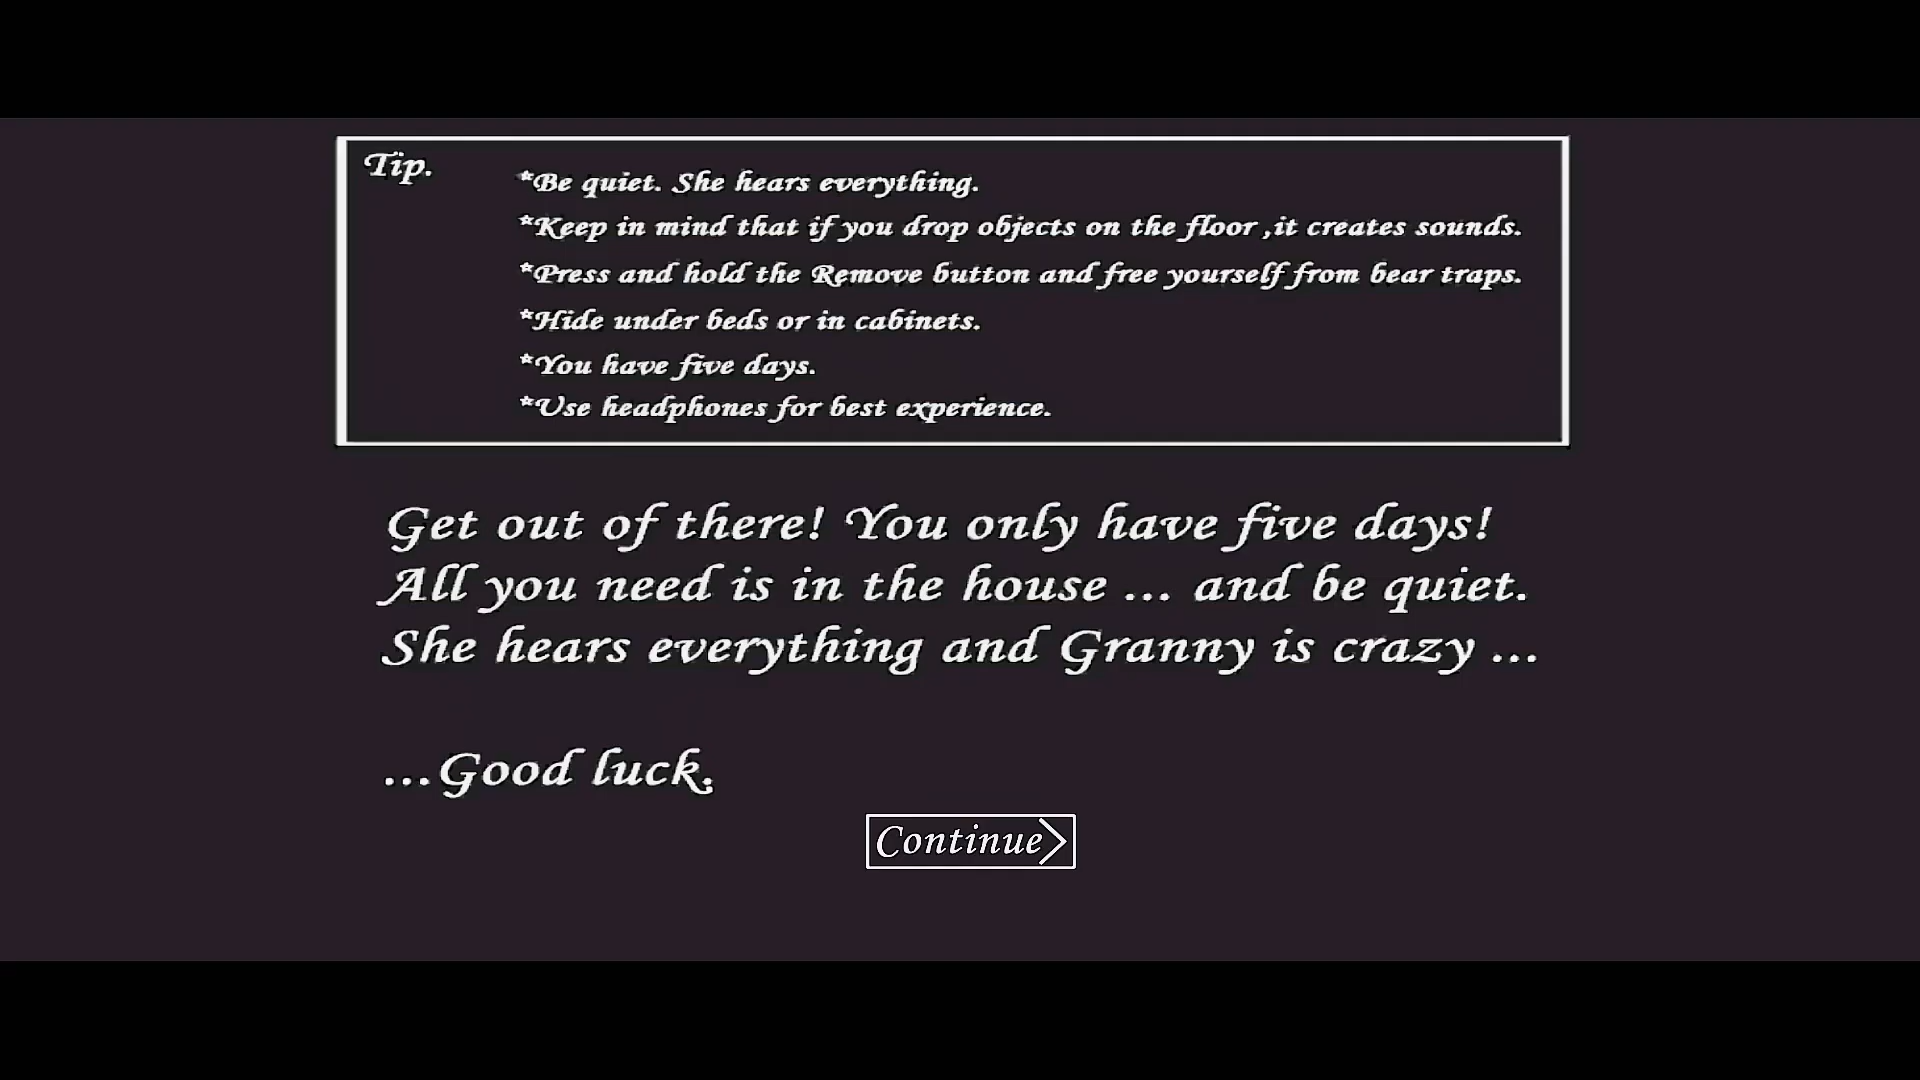 Tip.
*Be quiet. She hears everything.
*Keep in mind that if you drop objects on the floor ,it creates sounds.
*Press and hold the Remove button and free yourself from bear traps.
*Hide under beds or in cabinets.
*You have five days.
*Use headphones for best experience.
Get out of there! You only have five days!
All you need is in the house ... and be quiet.
She hears everything and Granny is crazy ...
...Good luck.
Continue>